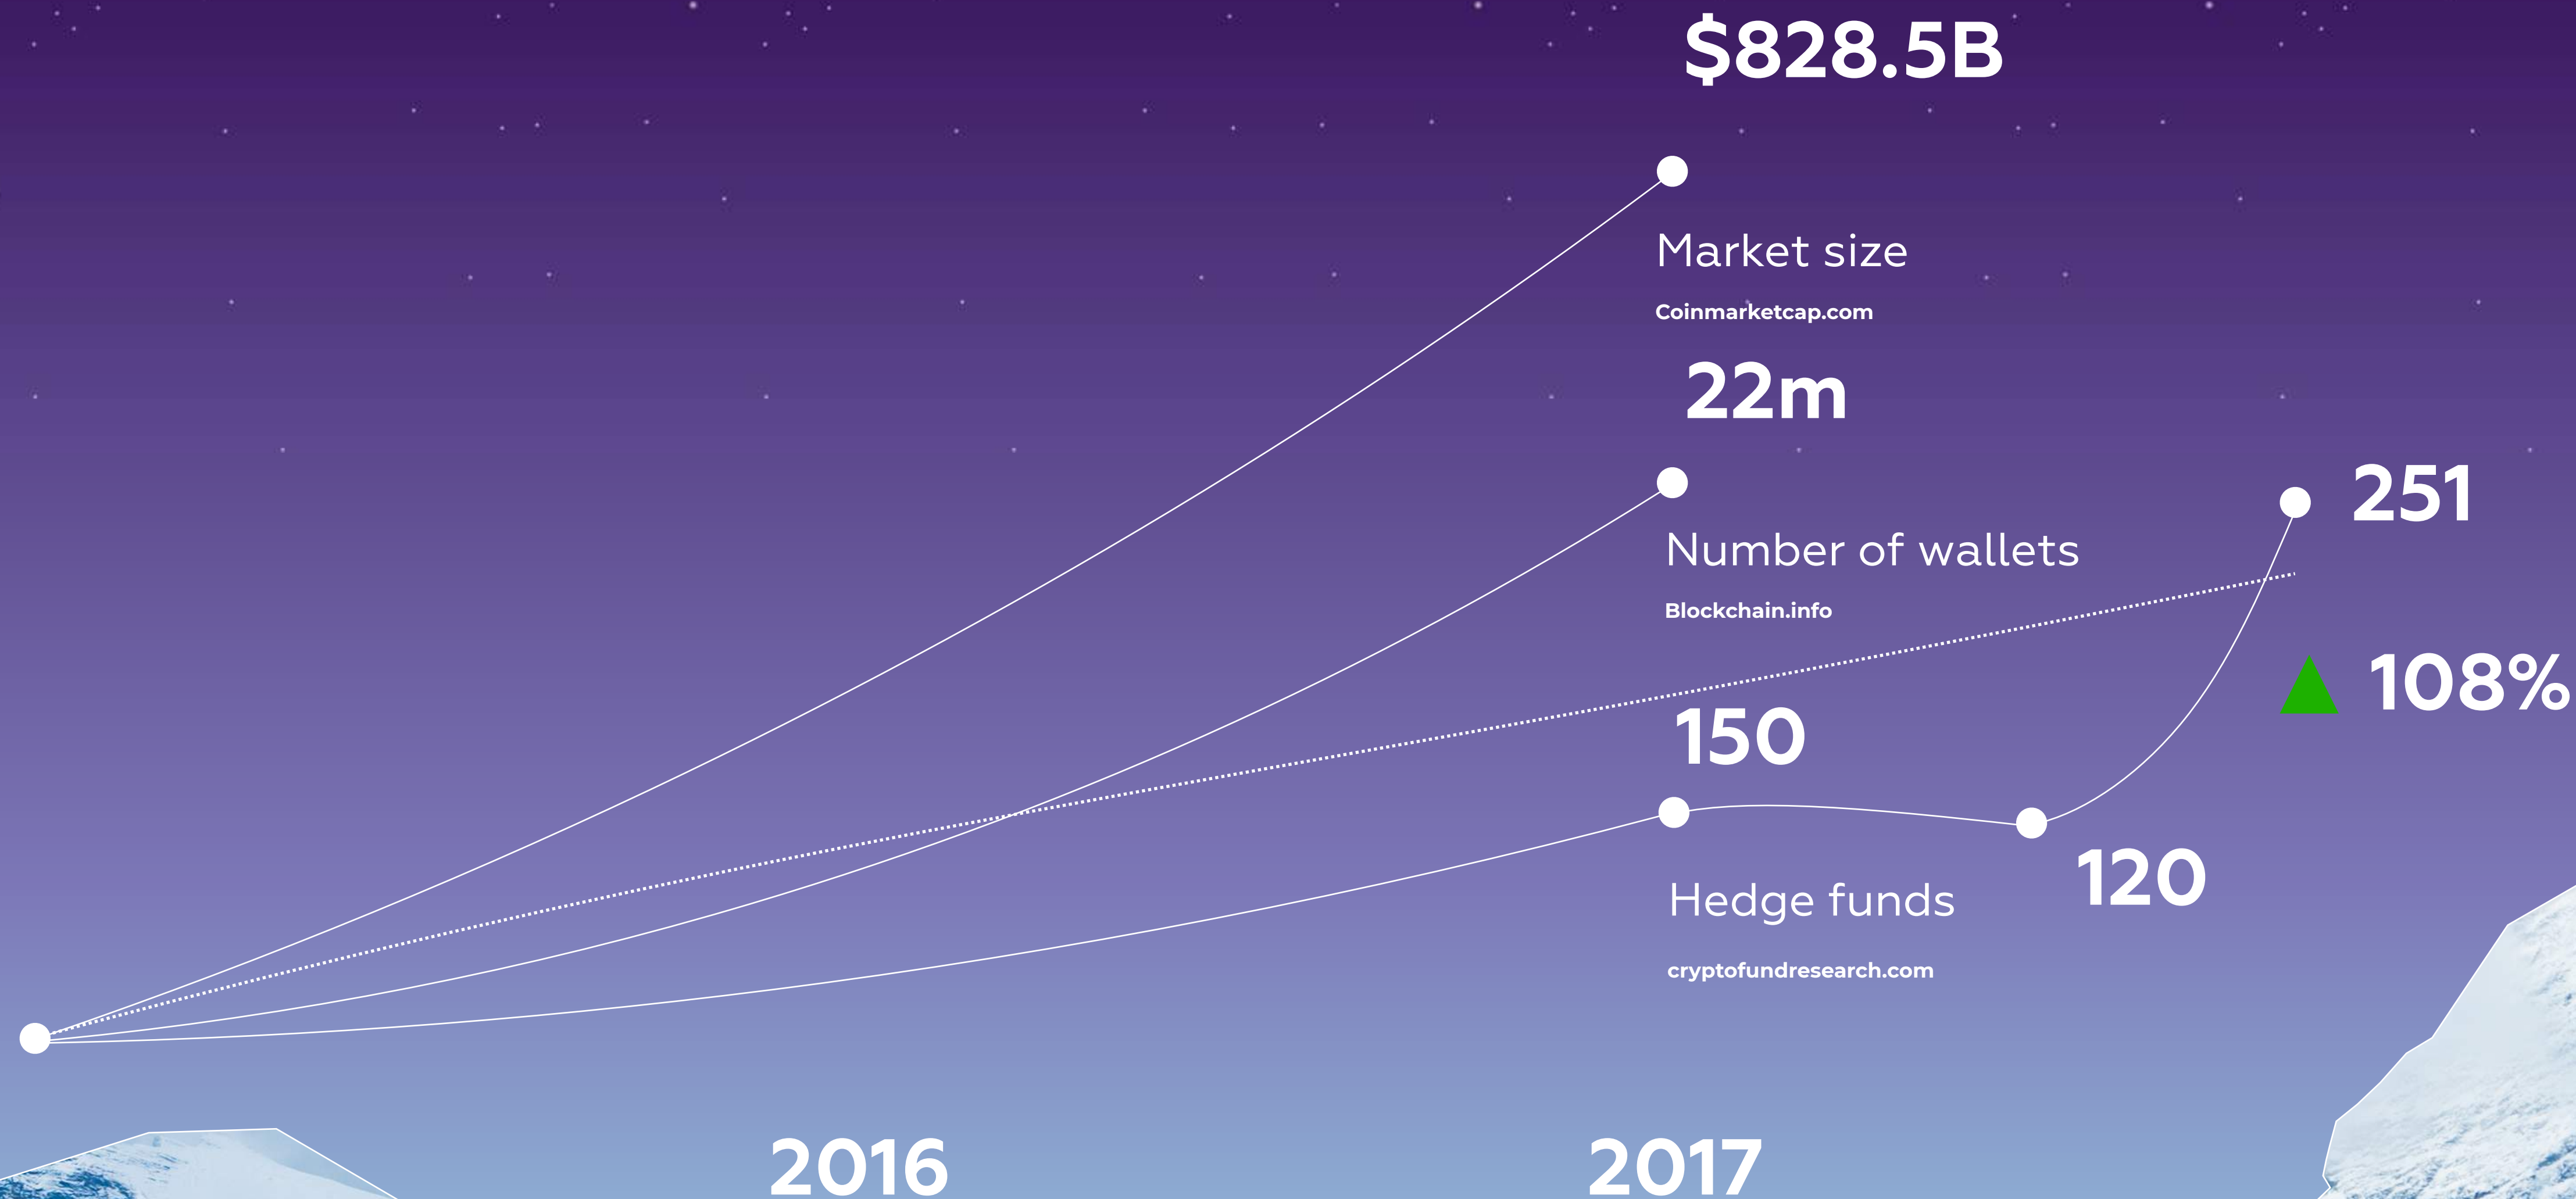 $828.5B
Market size
Coinmarketcap.com
22m
Number of wallets
Blockchain.info
251
108%
150
120
Hedge funds
cryptofundresearch.com
2016
2017